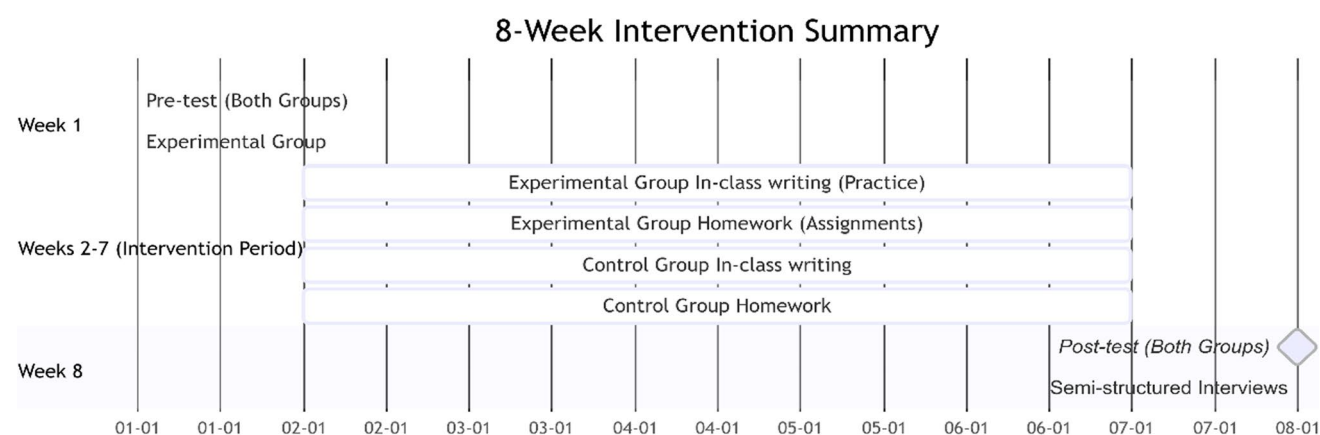 8-Week Intervention Summary
Week 1
Pre-test (Both Groups)
Experimental Group
Weeks 2-7 (Intervention Period)
Experimental Group In-class writing (Practice)
Experimental Group Homework (Assignments)
Control Group In-class writing
Control Group Homework
Week 8
Post-test (Both Groups)
Semi-structured Interviews
01-01 01-01 02-01 02-01 03-01 03-01 04-01 04-01 05-01 05-01 06-01 06-01 07-01 07-01 08-01